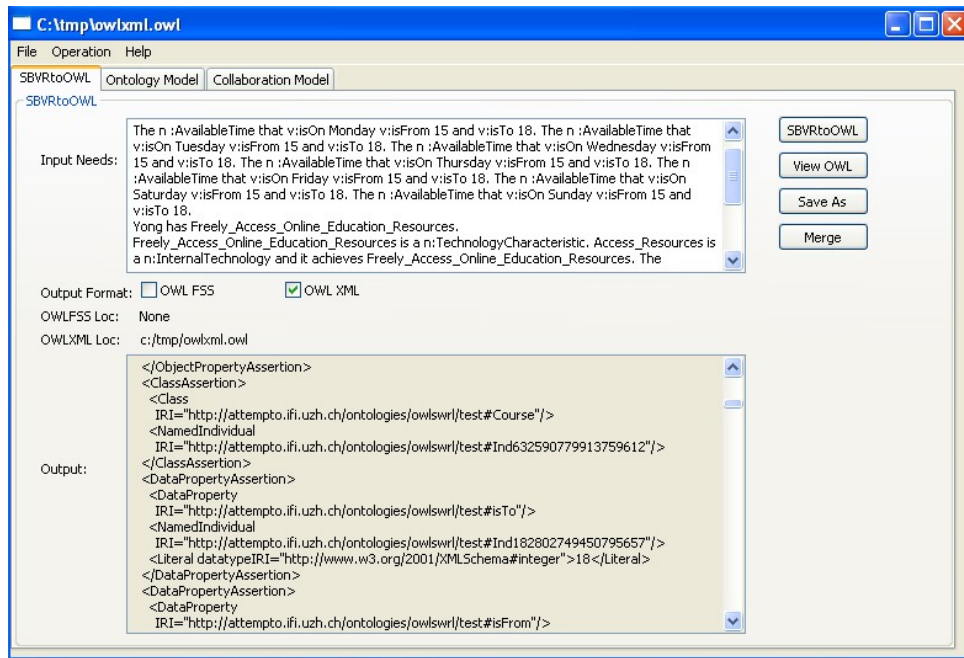 C:\tmp\owlxml.owl
File Operation Help
SBVRtoOWL Ontology Model Collaboration Model
SBVRtoOWL
Input Needs:
The n :AvailableTime that v:isOn Monday v:isFrom 15 and v:isTo 18. The n :AvailableTime that
v:isOn Tuesday v:isFrom 15 and v:isTo 18. The n :AvailableTime that v:isOn Wednesday v:isFrom
15 and v:isTo 18. The n :AvailableTime that v:isOn Thursday v:isFrom 15 and v:isTo 18. The n
:AvailableTime that v:isOn Friday v:isFrom 15 and v:isTo 18. The n :AvailableTime that v:isOn
Saturday v:isFrom 15 and v:isTo 18. The n :AvailableTime that v:isOn Sunday v:isFrom 15 and
v:isTo 18.
Yong has Freely_Access_Online_Education_Resources.
Freely_Access_Online_Education_Resources is a n:TechnologyCharacteristic. Access_Resources is
a n:InternalTechnology and it achieves Freely_Access_Online_Education_Resources. The
SBVRtoOWL
View OWL
Save As
Merge
Output Format: OWL FSS OWL XML
OWLFSS Loc: None
OWLXML Loc: c:/tmp/owlxml.owl
Output:
</ObjectPropertyAssertion>
<ClassAssertion>
<Class
IRI="http://attempto.ifi.uzh.ch/ontologies/owlswrl/test#Course"/>
<NamedIndividual
IRI="http://attempto.ifi.uzh.ch/ontologies/owlswrl/test#Ind632590779913759612"/>
</ClassAssertion>
<DataPropertyAssertion>
<DataProperty
IRI="http://attempto.ifi.uzh.ch/ontologies/owlswrl/test#isTo"/>
<NamedIndividual
IRI="http://attempto.ifi.uzh.ch/ontologies/owlswrl/test#Ind182802749450795657"/>
<Literal datatypeIRI="http://www.w3.org/2001/XMLSchema#integer">18</Literal>
</DataPropertyAssertion>
<DataPropertyAssertion>
<DataProperty
IRI="http://attempto.ifi.uzh.ch/ontologies/owlswrl/test#isFrom"/>